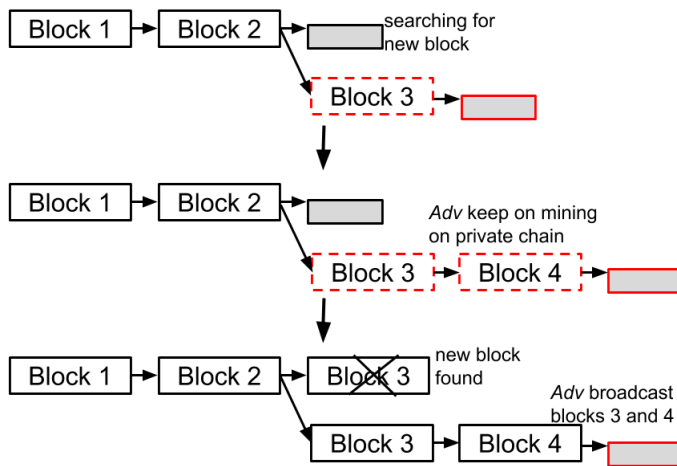 Block 1
Block 2
searching for
new block
Block 3
Block 1
Block 2
Adv keep on mining
on private chain
Block 3
Block 4
Block 1
Block 2
Block 3
new block
found
Adv broadcast
blocks 3 and 4
Block 3
Block 4